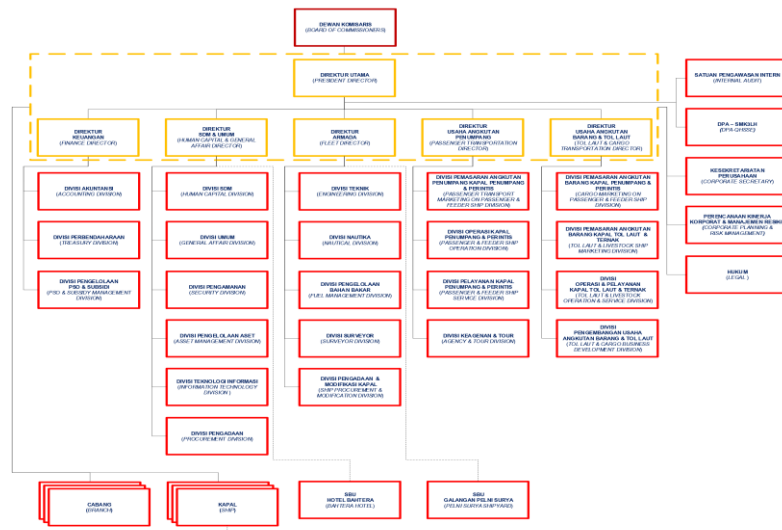 DEWAN KOMISARIS
(BOARD OF COMMISSIONERS)
DIREKTUR UTAMA
(PRESIDENT DIRECTOR)
SATUAN PENGAWASAN INTERN
(INTERNAL AUDIT)
DPA – SMKGLH
(DPA-QHSSE)
KESEKRETARIATAN
PERUSAHAAN
(CORPORATE SECRETARY)
PERENCANAAN KINERJA
KORPORAT & MANAJEMEN RESIKO
(CORPORATE PLANNING &
RISK MANAGEMENT)
HUKUM
(LEGAL)
DIREKTUR
KEUANGAN
(FINANCE DIRECTOR)
DIREKTUR
SDM & UMUM
(HUMAN CAPITAL & GENERAL
AFFAIR DIRECTOR)
DIREKTUR
ARMADA
(FLEET DIRECTOR)
DIREKTUR
USAHA ANGKUTAN
PENUMPANG
(PASSENGER TRANSPORTATION
DIRECTOR)
DIREKTUR
USAHA ANGKUTAN
BARANG & TOL LAUT
(TOL LAUT & CARGO
TRANSPORTATION DIRECTOR)
DIVISI AKUNTANSI
(ACCOUNTING DIVISION)
DIVISI PERBENDAHARAAN
(TREASURY DIVISION)
DIVISI PENGELOLAAN
PSO & SUBSIDI
(PSO & SUBSIDY MANAGEMENT
DIVISION)
DIVISI SDM
(HUMAN CAPITAL DIVISION)
DIVISI UMUM
(GENERAL AFFAIR DIVISION)
DIVISI PENGAMANAN
(SECURITY DIVISION)
DIVISI PENGELOLAAN ASET
(ASSET MANAGEMENT DIVISION)
DIVISI TEKNOLOGI INFORMASI
(INFORMATION TECHNOLOGY
DIVISION )
DIVISI PENGADAAN
(PROCUREMENT DIVISION)
DIVISI TEKNIK
(ENGINEERING DIVISION)
DIVISI NAUTIKA
(NAUTICAL DIVISION)
DIVISI PENGELOLAAN
BAHAN BAKAR
(FUEL MANAGEMENT DIVISION)
DIVISI SURVEYOR
(SURVEYOR DIVISION)
DIVISI PENGADAAN &
MODIFIKASI KAPAL
(SHIP PROCUREMENT &
MODIFICATION DIVISION)
DIVISI PEMASARAN ANGKUTAN
PENUMPANG KAPAL PENUMPANG
& PERINTIS
(PASSENGER TRANSPORT
MARKETING ON PASSENGER &
FEEDER SHIP DIVISION)
DIVISI OPERASI KAPAL
PENUMPANG & PERINTIS
(PASSENGER & FEEDER SHIP
OPERATION DIVISION)
DIVISI PELAYANAN KAPAL
PENUMPANG & PERINTIS
(PASSENGER & FEEDER SHIP
SERVICE DIVISION)
DIVISI KEAGENAN & TOUR
(AGENCY & TOUR DIVISION)
DIVISI PEMASARAN ANGKUTAN
BARANG KAPAL PENUMPANG &
PERINTIS
(CARGO MARKETING ON
PASSENGER & FEEDER SHIP
DIVISION)
DIVISI PEMASARAN ANGKUTAN
BARANG KAPAL TOL LAUT &
TERNAK
(TOL LAUT & LIVESTOCK SHIP
MARKETING DIVISION)
DIVISI
OPERASI & PELAYANAN
KAPAL TOL LAUT & TERNAK
(TOL LAUT & LIVESTOCK
OPERATION & SERVICE DIVISION)
DIVISI
PENGEMBANGAN USAHA
ANGKUTAN BARANG & TOL LAUT
(TOL LAUT & CARGO BUSINESS
DEVELOPMENT DIVISION)
CABANG
(BRANCH)
KAPAL
(SHIP)
SBU
HOTEL BAHTERA
(BAHTERA HOTEL)
SBU
GALANGAN PELNI SURYA
(PELNI SURYA SHIPYARD)